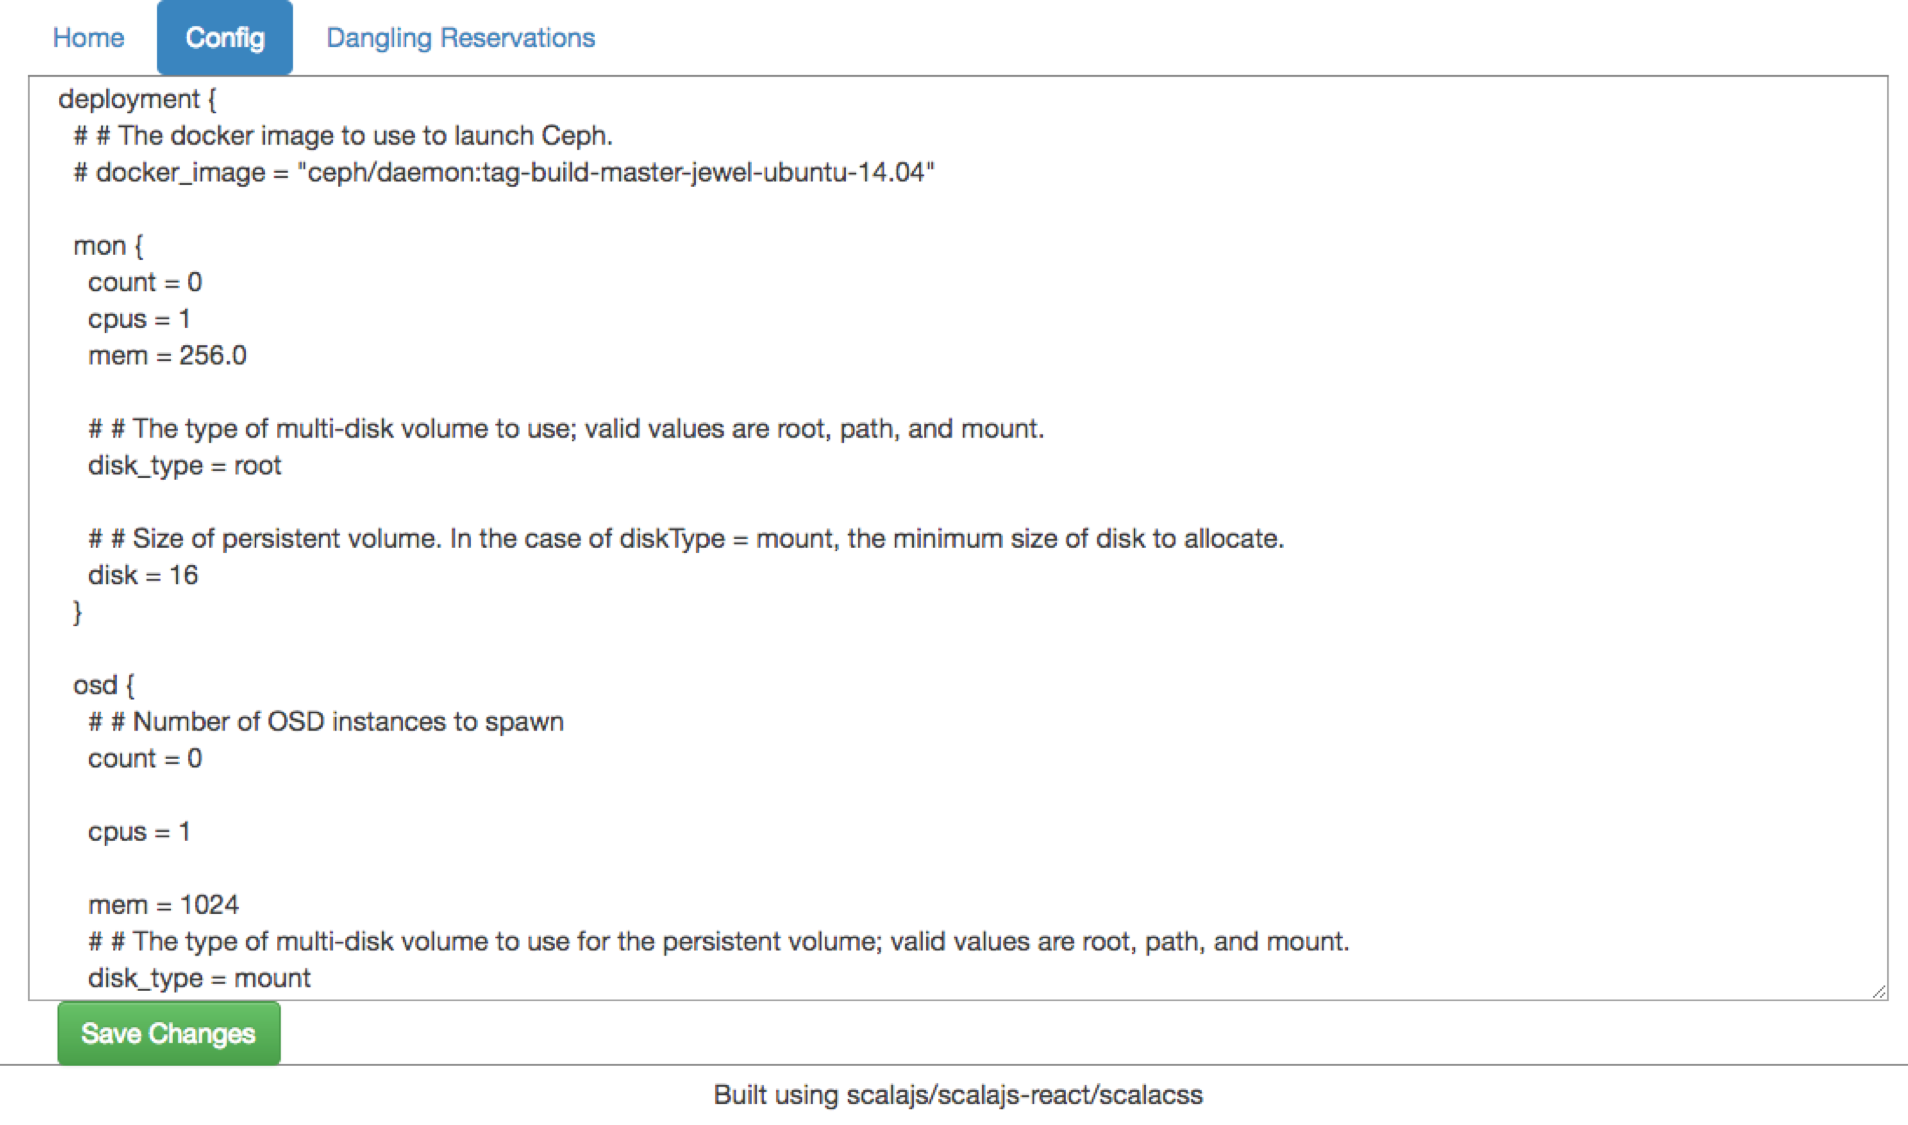 Home Config Dangling Reservations
deployment {
# # The docker image to use to launch Ceph.
# docker_image = "ceph/daemon:tag-build-master-jewel-ubuntu-14.04"
mon {
count = 0
cpus = 1
mem = 256.0
# # The type of multi-disk volume to use; valid values are root, path, and mount.
disk_type = root
# # Size of persistent volume. In the case of diskType = mount, the minimum size of disk to allocate.
disk = 16
}
osd {
# # Number of OSD instances to spawn
count = 0
cpus = 1
mem = 1024
# # The type of multi-disk volume to use for the persistent volume; valid values are root, path, and mount.
disk_type = mount
Save Changes
Built using scalajs/scalajs-react/scalacss